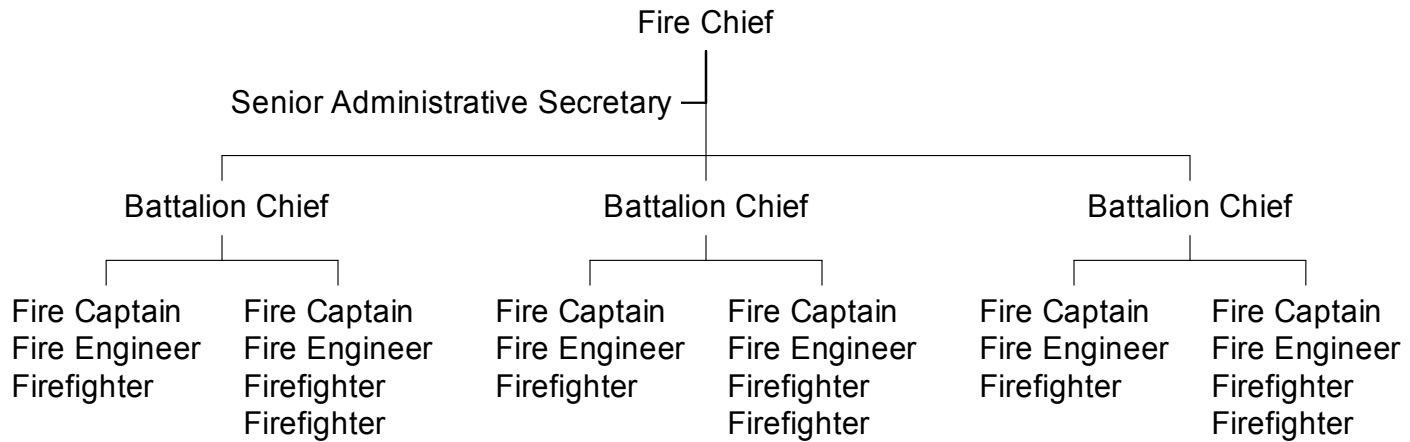 Fire Chief
Senior Administrative Secretary
Battalion Chief
Battalion Chief
Battalion Chief
Fire Captain
Fire Engineer
Firefighter
Fire Captain
Fire Engineer
Firefighter
Firefighter
Fire Captain
Fire Engineer
Firefighter
Fire Captain
Fire Engineer
Firefighter
Firefighter
Fire Captain
Fire Engineer
Firefighter
Fire Captain
Fire Engineer
Firefighter
Firefighter